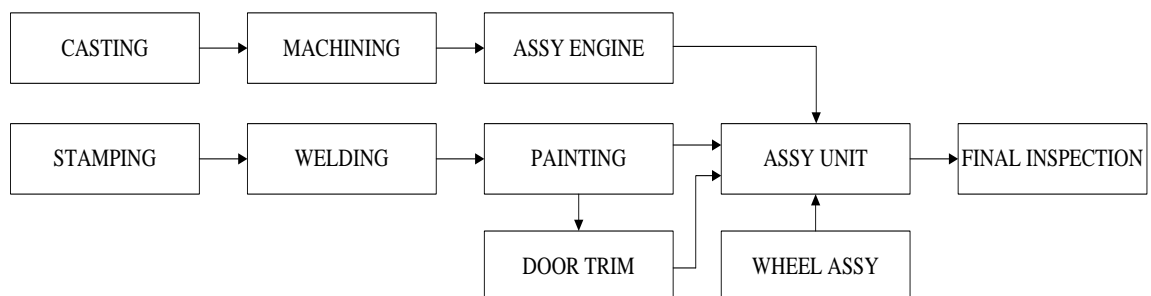 CASTING
MACHINING
ASSY ENGINE
STAMPING
WELDING
PAINTING
ASSY UNIT
FINAL INSPECTION
DOOR TRIM
WHEEL ASSY